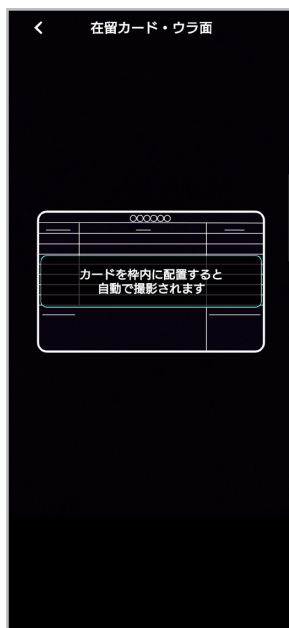 在留カード・ウラ面
○○○○○○
カードを枠内に配置すると
自動で撮影されます